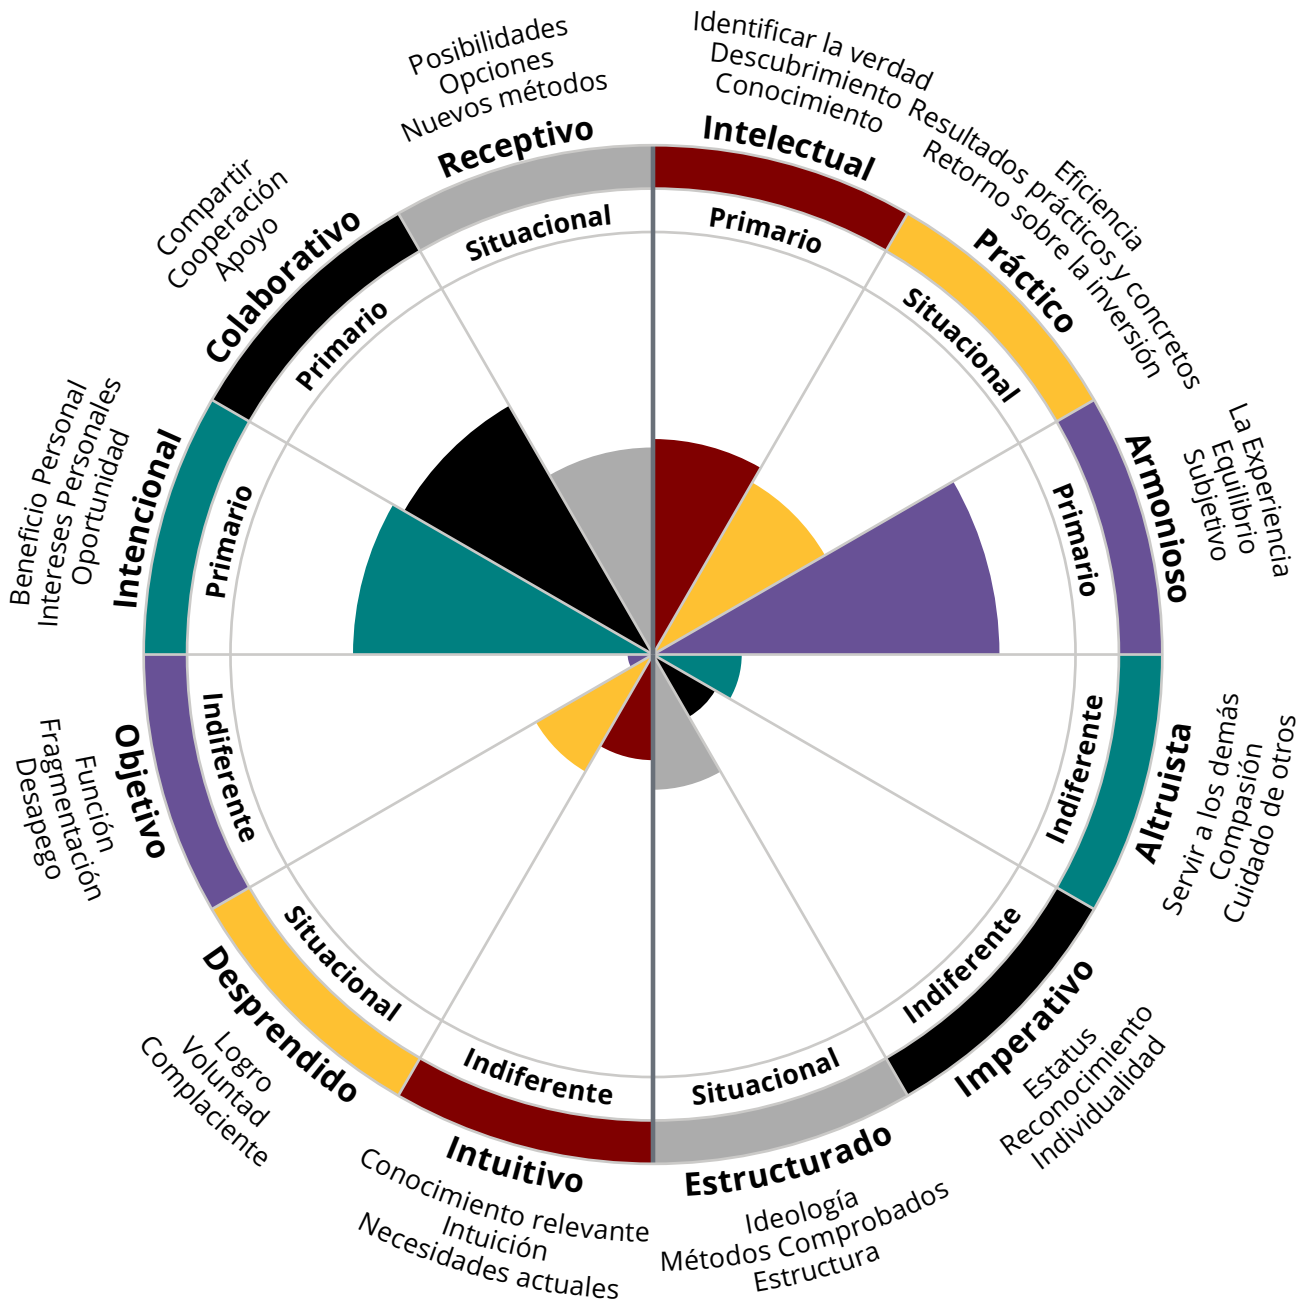 Identificar la verdad
Descubrimiento
Conocimiento
Intelectual
Primario
Eficiencia
Resultados prácticos y concretos
Retorno sobre la inversión
Práctico
Situacional
La Experiencia
Equilibrio
Subjetivo
Armonioso
Primario
Altruista
Indiferente
Servir a los demás
Compasión
Cuidado de otros
Imperativo
Indiferente
Estatus
Reconocimiento
Individualidad
Situacional
Estructurado
Ideología
Métodos Comprobados
Estructura
Indiferente
Intuitivo
Conocimiento relevante
Intuición
Necesidades actuales
Situacional
Desprendido
Logro
Voluntad
Complaciente
Indiferente
Objetivo
Función
Fragmentación
Desapego
Beneficio Personal
Intereses Personales
Oportunidad
Intencional
Primario
Compartir
Cooperación
Apoyo
Colaborativo
Primario
Posibilidades
Opciones
Nuevos métodos
Receptivo
Situacional